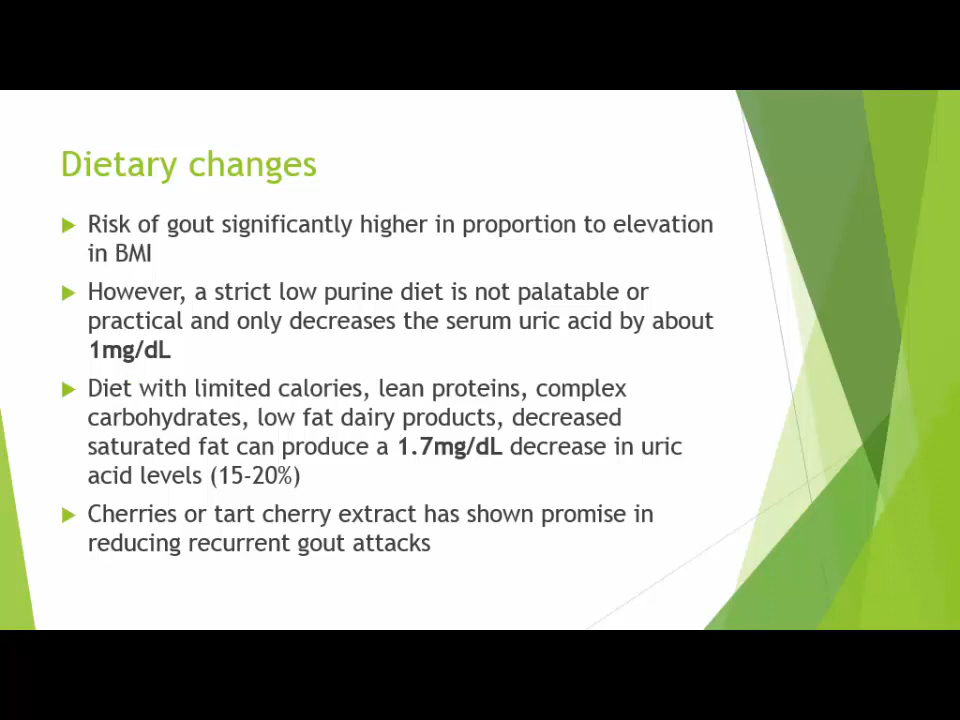 Dietary changes
Risk of gout significantly higher in proportion to elevation
in BMI
However, a strict low purine diet is not palatable or
practical and only decreases the serum uric acid by about
1mg/dL
Diet with limited calories, lean proteins, complex
carbohydrates, low fat dairy products, decreased
saturated fat can produce a 1.7mg/dL decrease in uric
acid levels (15-20%)
Cherries or tart cherry extract has shown promise in
reducing recurrent gout attacks